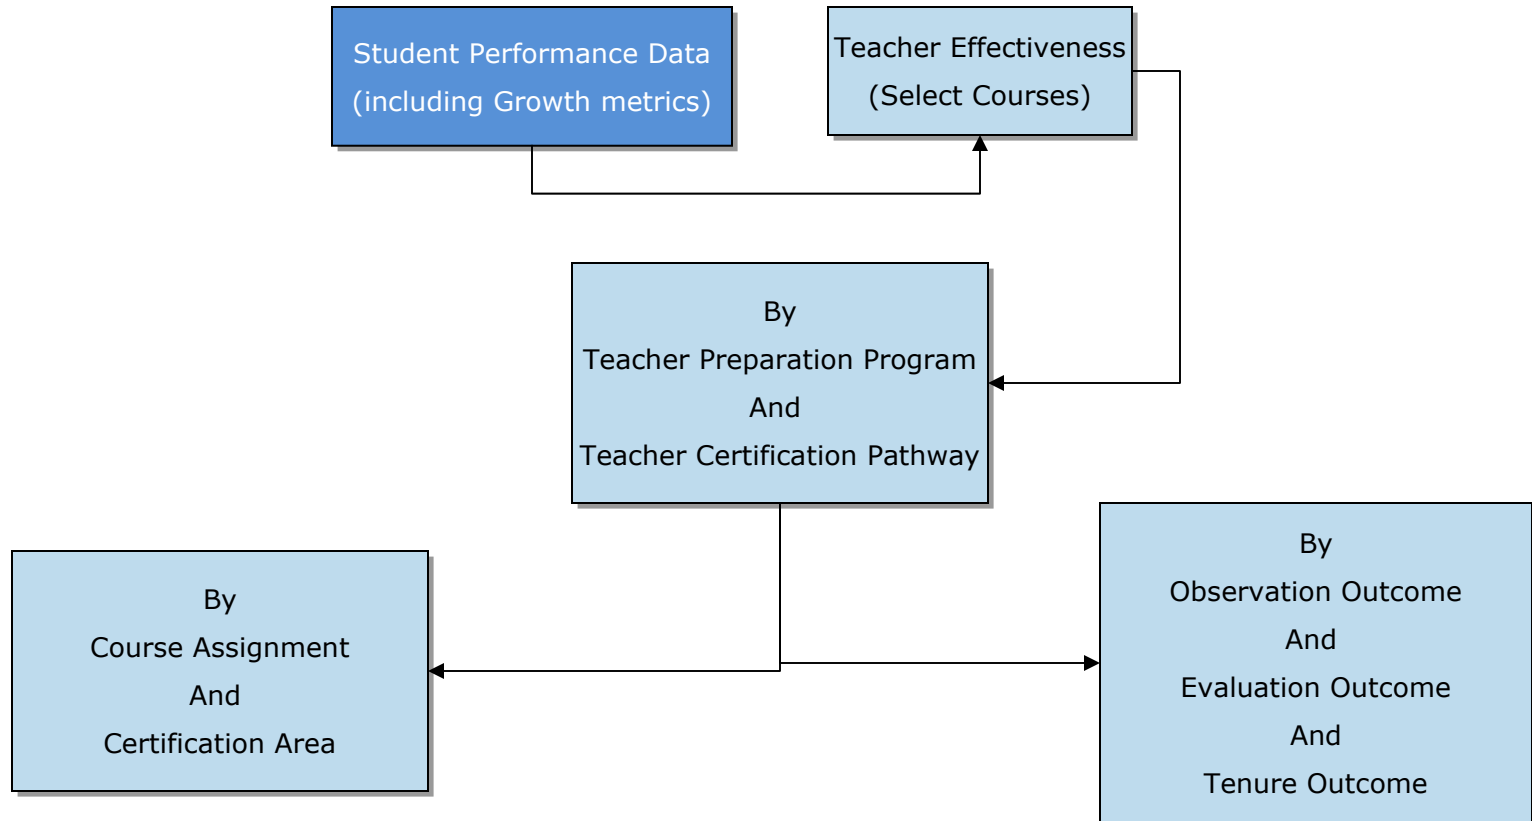 Student Performance Data
(including Growth metrics)
Teacher Effectiveness
(Select Courses)
By
Teacher Preparation Program
And
Teacher Certification Pathway
By
Course Assignment
And
Certification Area
By
Observation Outcome
And
Evaluation Outcome
And
Tenure Outcome